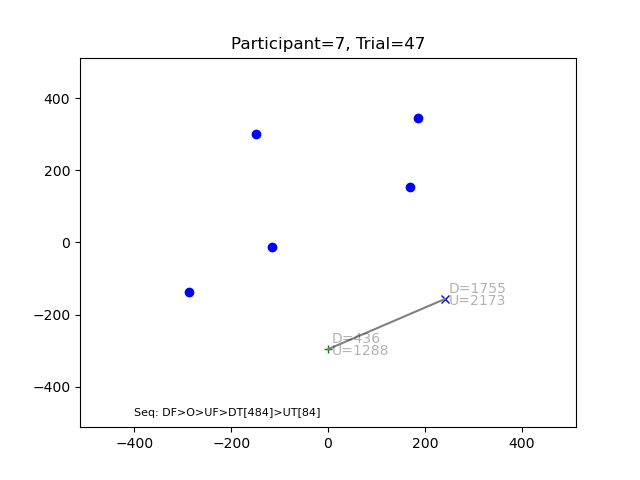 Participant=7, Trial=47
400
200
0
−200
−400
D=1755
U=2173
D=436
U=1288
Seq: DF>O>UF>DT[484]>UT[84]
−400
−200
0
200
400